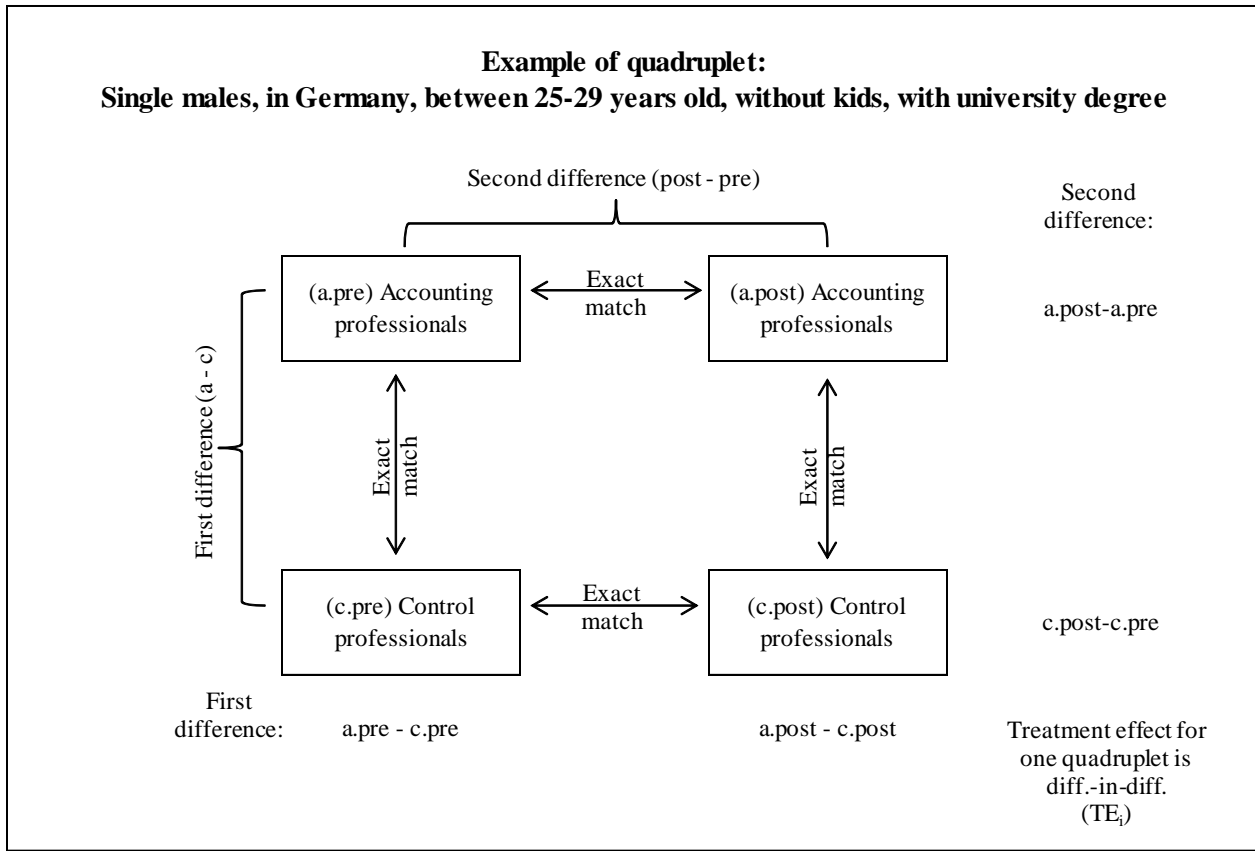 Example of quadruplet:
Single males, in Germany, between 25-29 years old, without kids, with university degree
Second difference (post - pre)
Second
difference:
(a.pre) Accounting
professionals
Exact
match
(a.post) Accounting
professionals
a.post-a.pre
First difference (a - c)
Exact
match
Exact
match
(c.pre) Control
professionals
Exact
match
(c.post) Control
professionals
c.post-c.pre
First
difference:
a.pre - c.pre
a.post - c.post
Treatment effect for
one quadruplet is
diff.-in-diff.
(TEi)